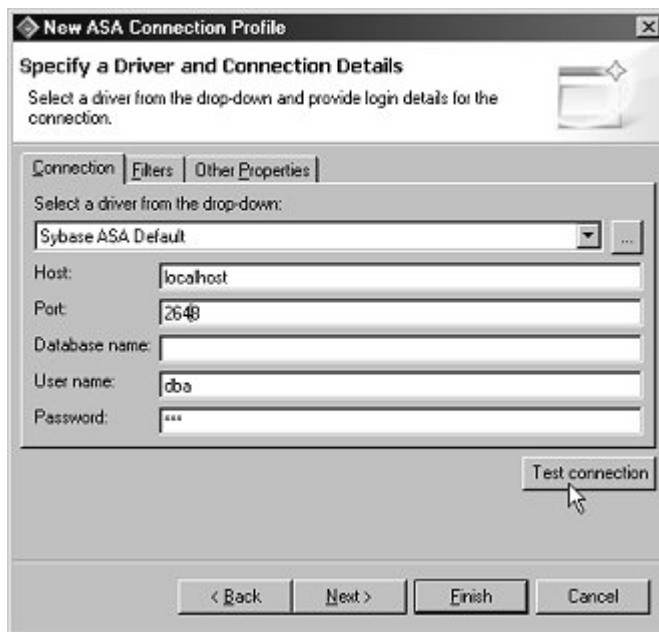 New ASA Connection Profile
Specify a Driver and Connection Details
Select a driver from the drop-down and provide login details for the
connection.
Connection Filters Other Properties
Select a driver from the drop-down:
Sybase ASA Default ...
Host: localhost
Port: 2648
Database name:
User name: dba
Password: ***
Test connection
< Back Next > Finish Cancel